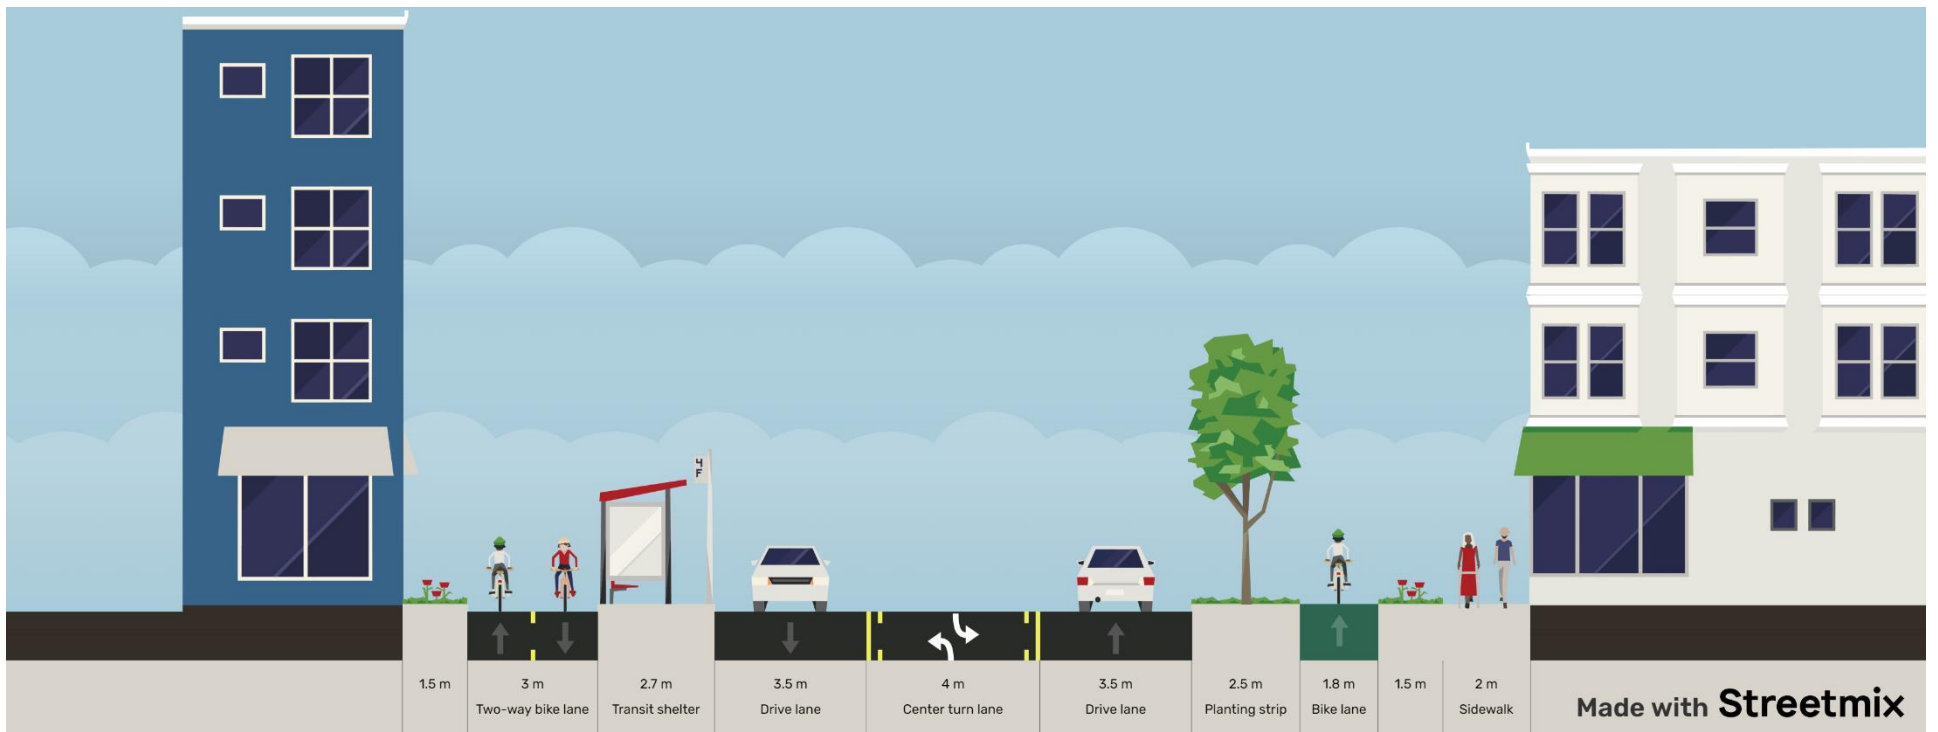 4
F
1.5 m
3 m
2.7 m
3.5 m
4 m
3.5 m
2.5 m
1.8 m
1.5 m
2 m
Two-way bike lane
Transit shelter
Drive lane
Center turn lane
Drive lane
Planting strip
Bike lane
Sidewalk
Made with Streetmix